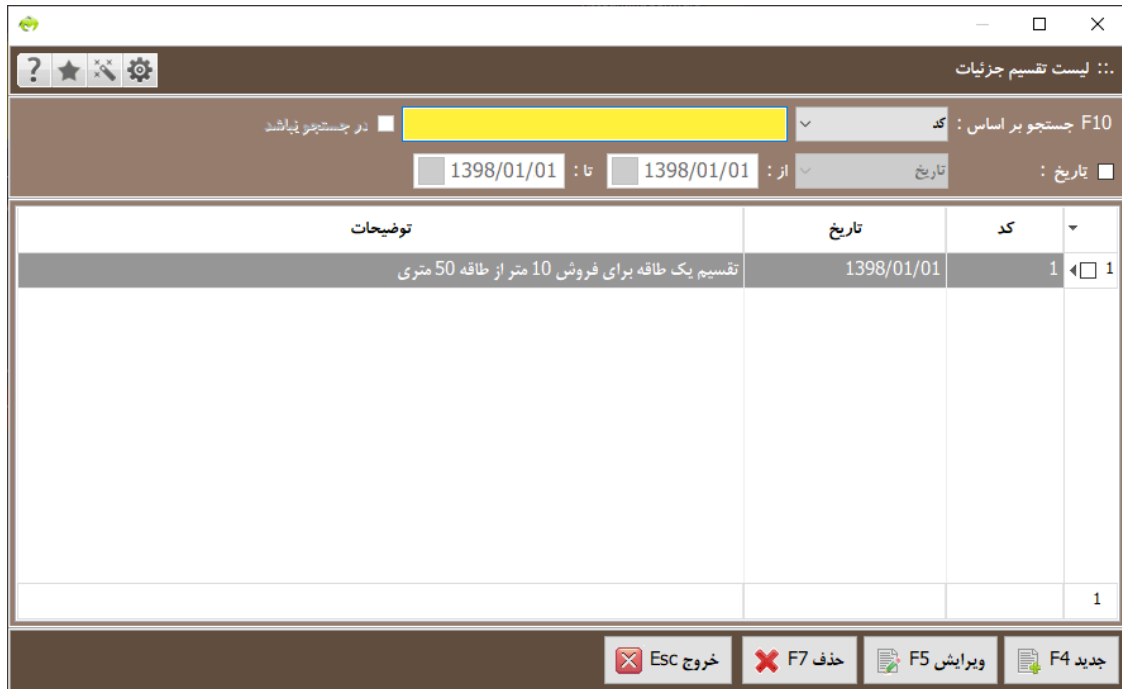 .:: لیست تقسیم جزئیات
F10 جستجو بر اساس : کد در جستجو نباشد
تاریخ : تاریخ از : 1398/01/01 تا : 1398/01/01
کد تاریخ توضیحات
1 1 1398/01/01 تقسیم یک طاقه برای فروش 10 متر از طاقه 50 متری
1
جدید F4 ویرایش F5 حذف F7 خروج Esc